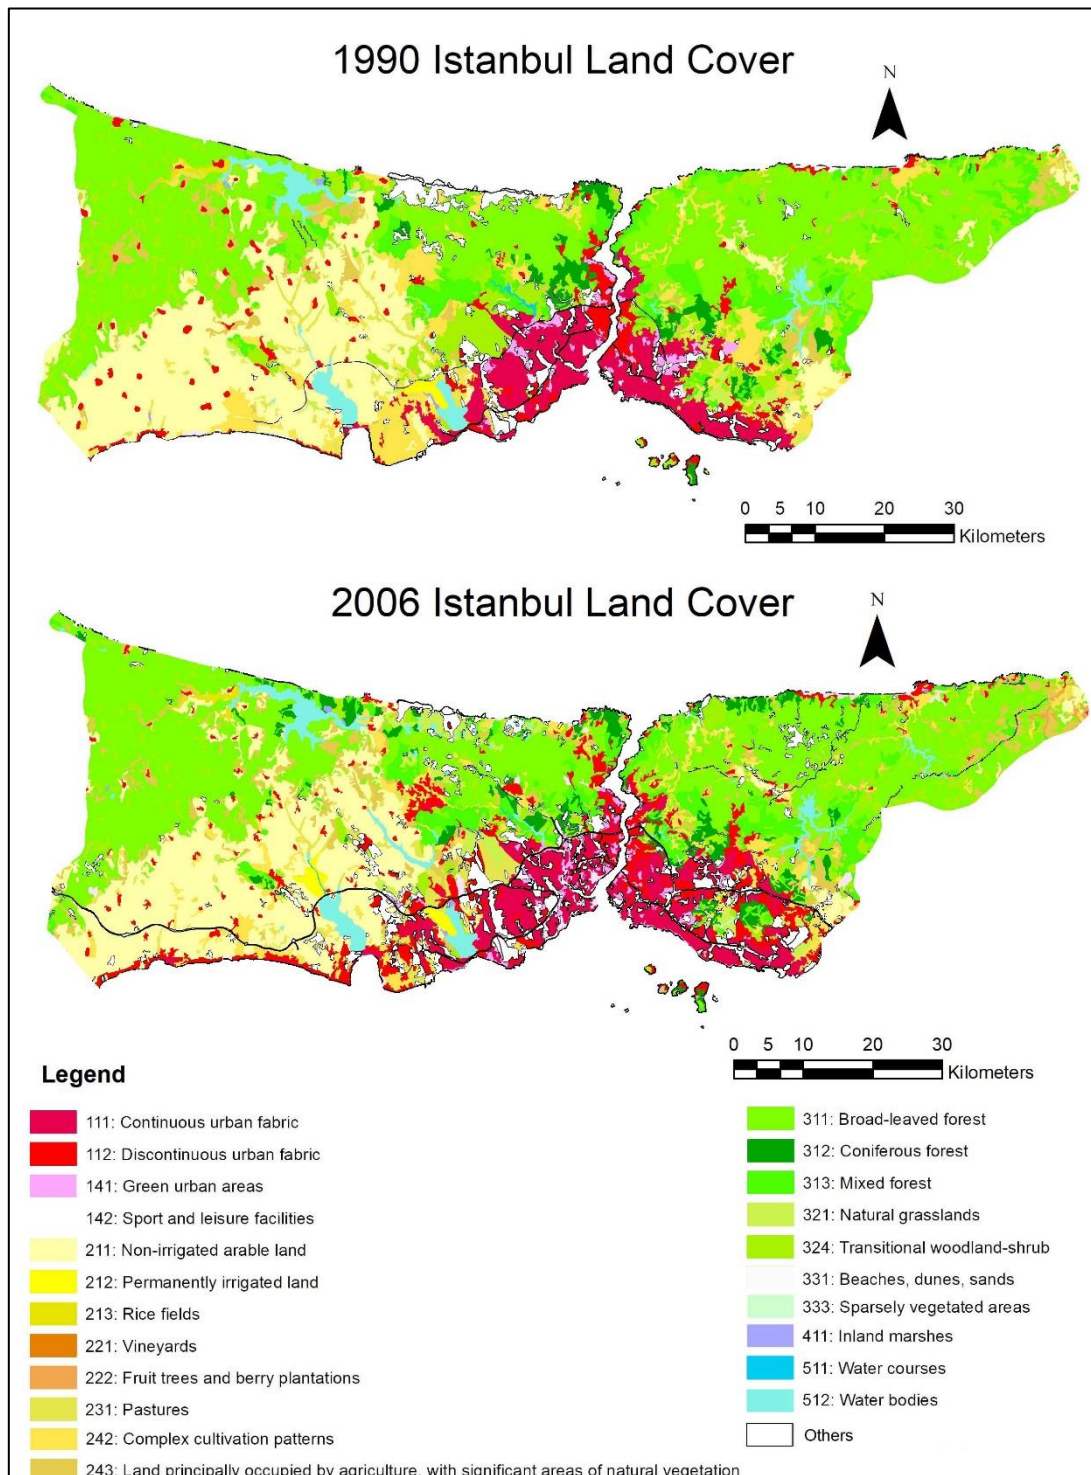 1990 Istanbul Land Cover
N
0 5 10 20 30
Kilometers
2006 Istanbul Land Cover
N
0 5 10 20 30
Kilometers
Legend
111: Continuous urban fabric
112: Discontinuous urban fabric
141: Green urban areas
142: Sport and leisure facilities
211: Non-irrigated arable land
212: Permanently irrigated land
213: Rice fields
221: Vineyards
222: Fruit trees and berry plantations
231: Pastures
242: Complex cultivation patterns
243: Land principally occupied by agriculture, with significant areas of natural vegetation
311: Broad-leaved forest
312: Coniferous forest
313: Mixed forest
321: Natural grasslands
324: Transitional woodland-shrub
331: Beaches, dunes, sands
333: Sparsely vegetated areas
411: Inland marshes
511: Water courses
512: Water bodies
Others